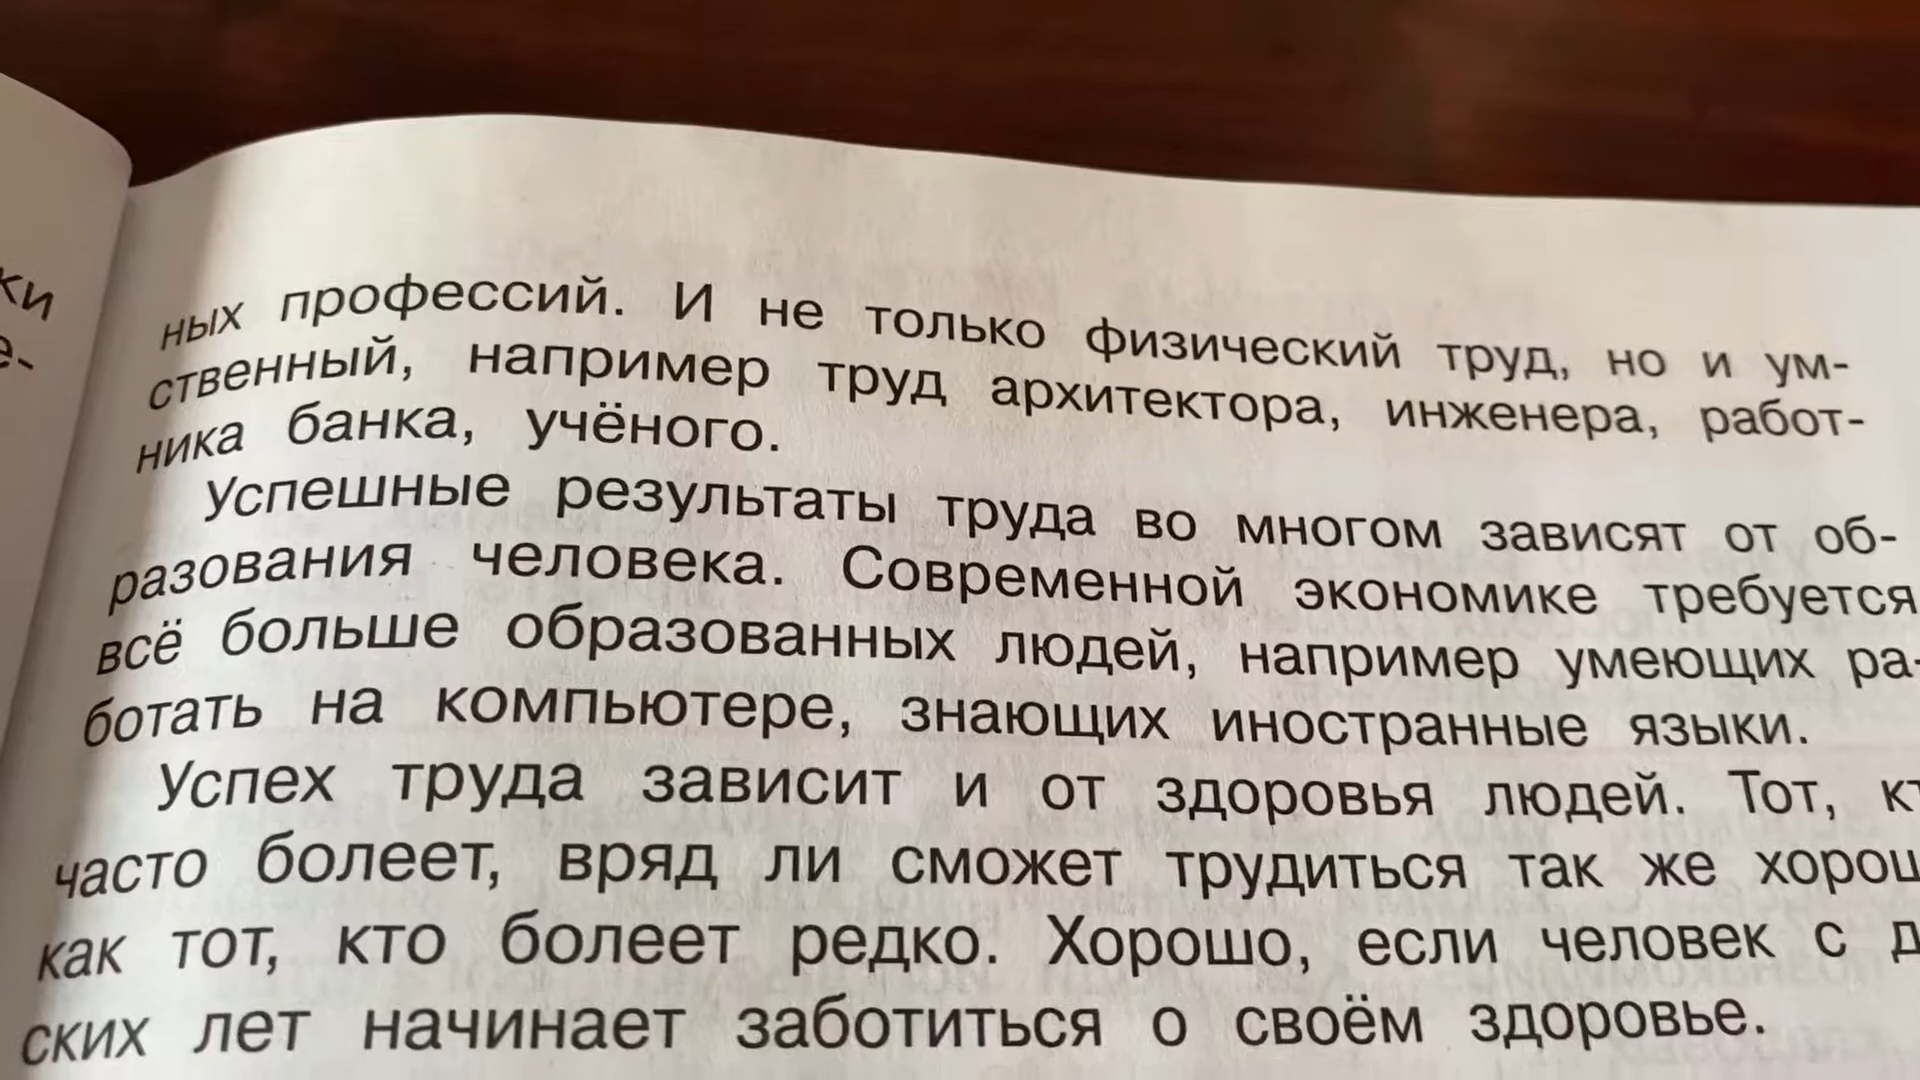 ки
е-
ных профессий. И не только физический труд, но и ум-
ственный, например труд архитектора, инженера, работ-
ника банка, учёного.
Успешные результаты труда во многом зависят от об-
разования человека. Современной экономике требуется
всё больше образованных людей, например умеющих ра-
ботать на компьютере, знающих иностранные языки.
Успех труда зависит и от здоровья людей. Тот,
часто болеет, вряд ли сможет трудиться так же
как тот, кто болеет редко. Хорошо, если человек с
ских лет начинает заботиться о своём здоровье.